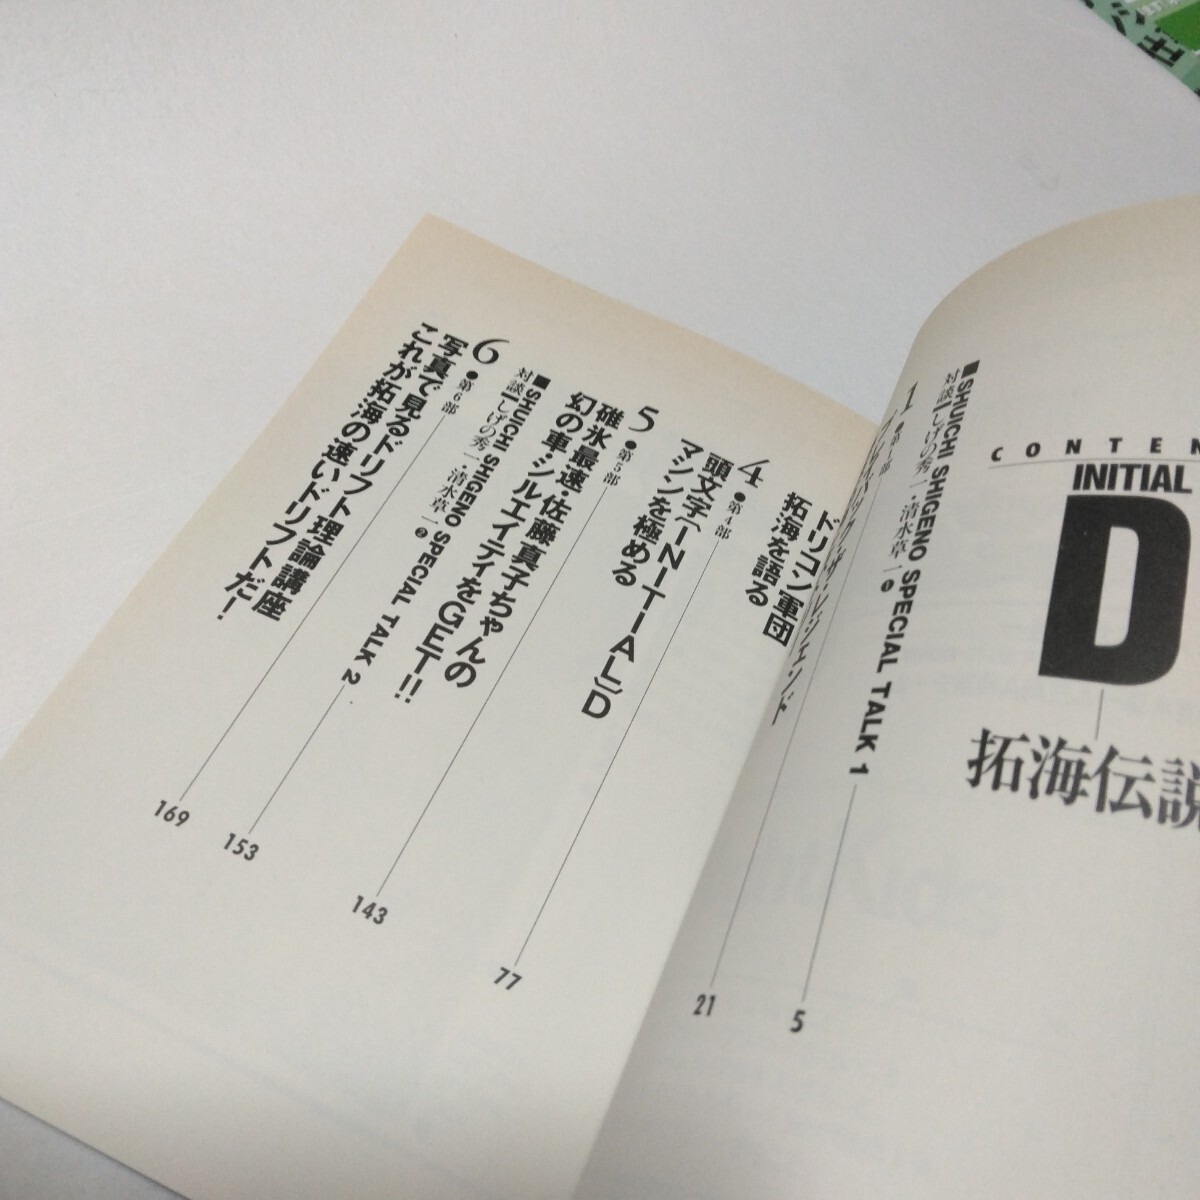 CONTEN
INITIAL
D
拓海伝説
■SHUICHI SHIGENO SPECIAL TALK 1
対談|しげの秀一・清水草一❶
5
1
●第1部
21
ドリコン軍団
拓海を語る
4
●第4部
頭文字〔INITIAL〕D
マシンを極める
77
5
●第5部
碓氷最速・佐藤真子ちゃんの
幻の車・シルエイティをGET!!
143
■SHUICHI SHIGENO SPECIAL TALK 2
対談|しげの秀一・清水草一❷
153
6
●第6部
写真で見るドリフト理論講座
これが拓海の速いドリフトだ!
169